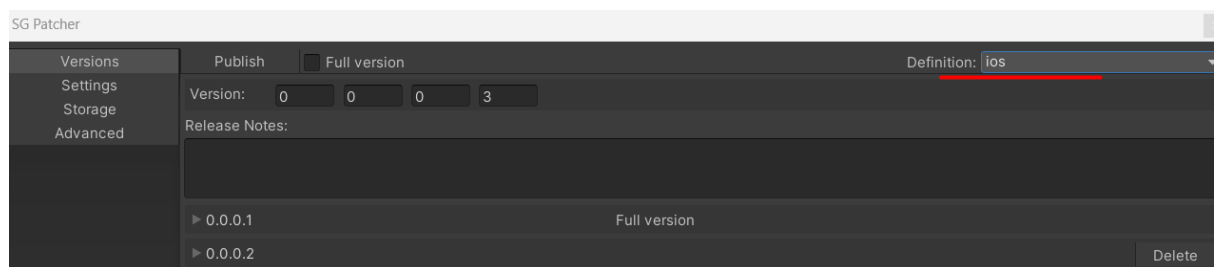 SG Patcher
Versions
Settings
Storage
Advanced
Publish Full version Definition: ios
Version: 0 0 0 3
Release Notes:
0.0.0.1 Full version
0.0.0.2 Delete